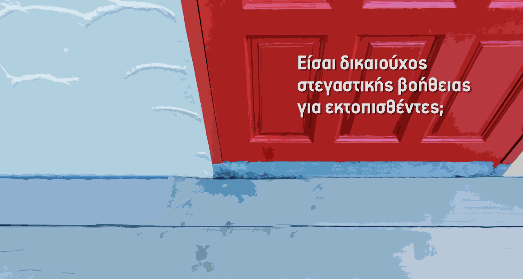 Είσαι δικαιούχος
στεγαστικής βοήθειας
για εκτοπισθέντες;